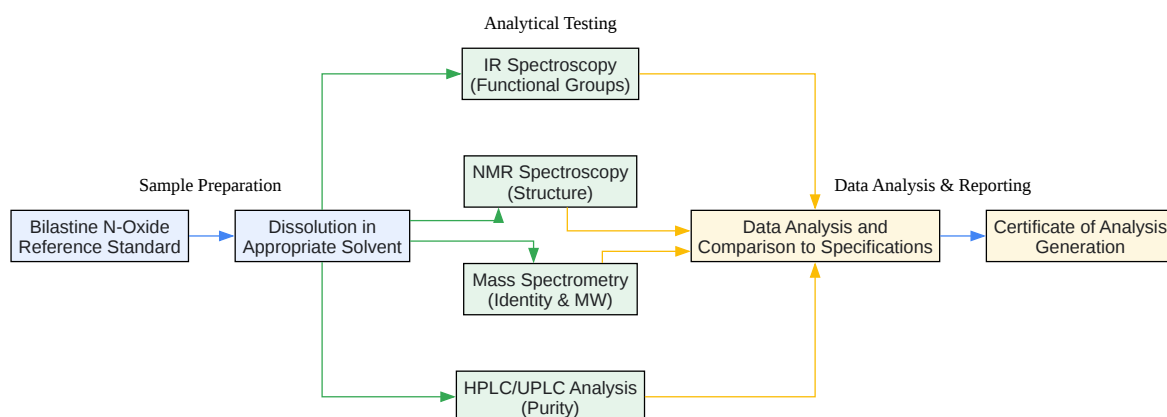 Analytical Testing
IR Spectroscopy
(Functional Groups)
Sample Preparation
NMR Spectroscopy
(Structure)
Data Analysis & Reporting
Bilastine N-Oxide
Reference Standard
Dissolution in
Appropriate Solvent
Data Analysis and
Comparison to Specifications
Certificate of Analysis
Generation
Mass Spectrometry
(Identity & MW)
HPLC/UPLC Analysis
(Purity)